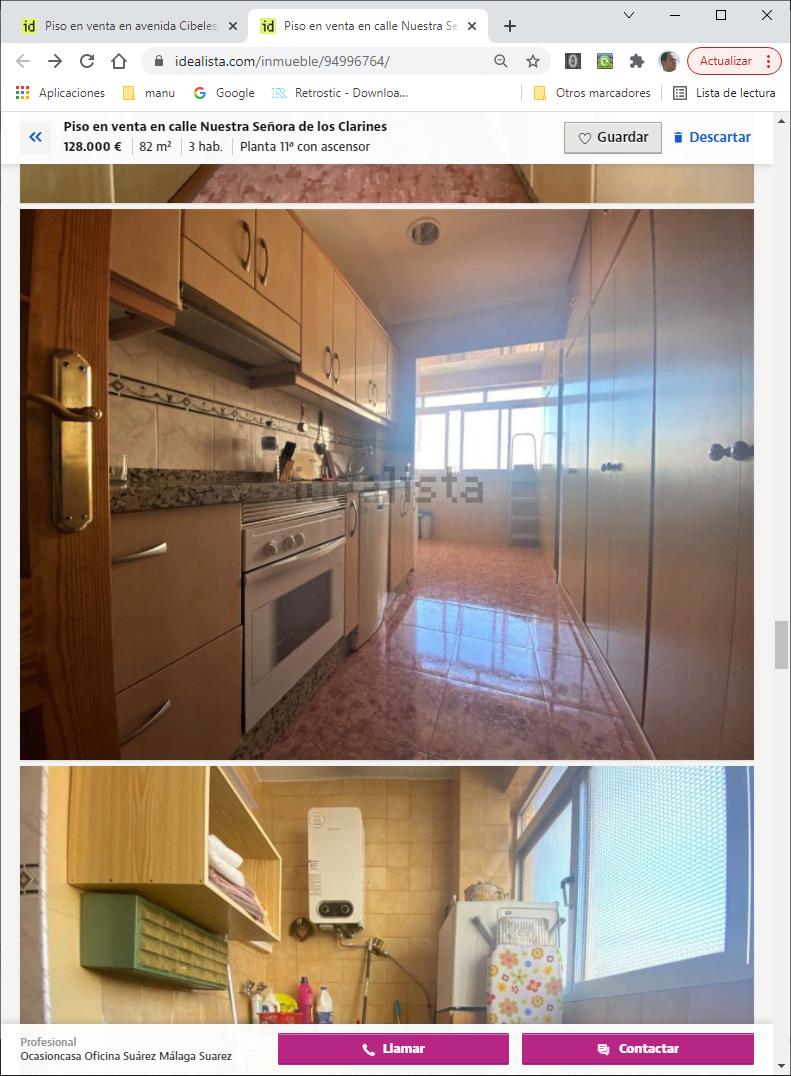 Piso en venta en avenida Cibeles,
Piso en venta en calle Nuestra Se
idealista.com/inmueble/94996764/
Actualizar
Aplicaciones
manu
Google
Retrostic - Downloa...
Otros marcadores
Lista de lectura
Piso en venta en calle Nuestra Señora de los Clarines
128.000 € 82 m² 3 hab. Planta 11ª con ascensor
Guardar
Descartar
idealista
Profesional
Ocasioncasa Oficina Suárez Málaga Suarez
Llamar
Contactar